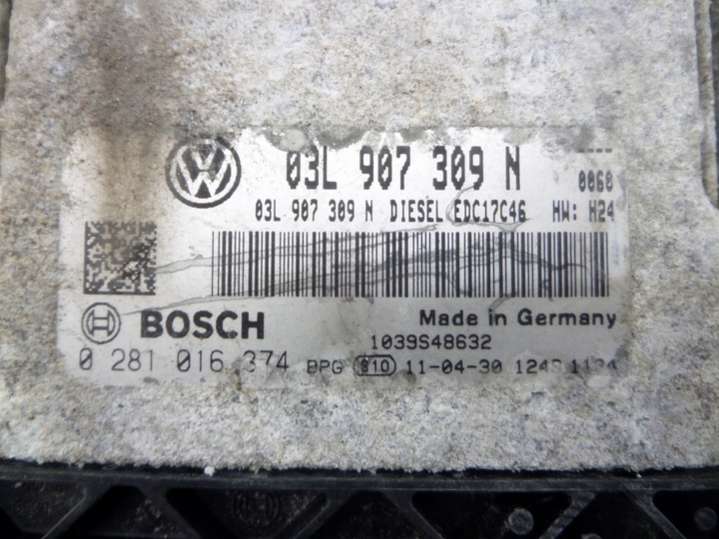 03L 907 309 N
0060
03L 907 309 N DIESEL EDC17C46 HW: H24
BOSCH
Made in Germany
1039S48632
0 281 016 374 BPG 810 11-04-30